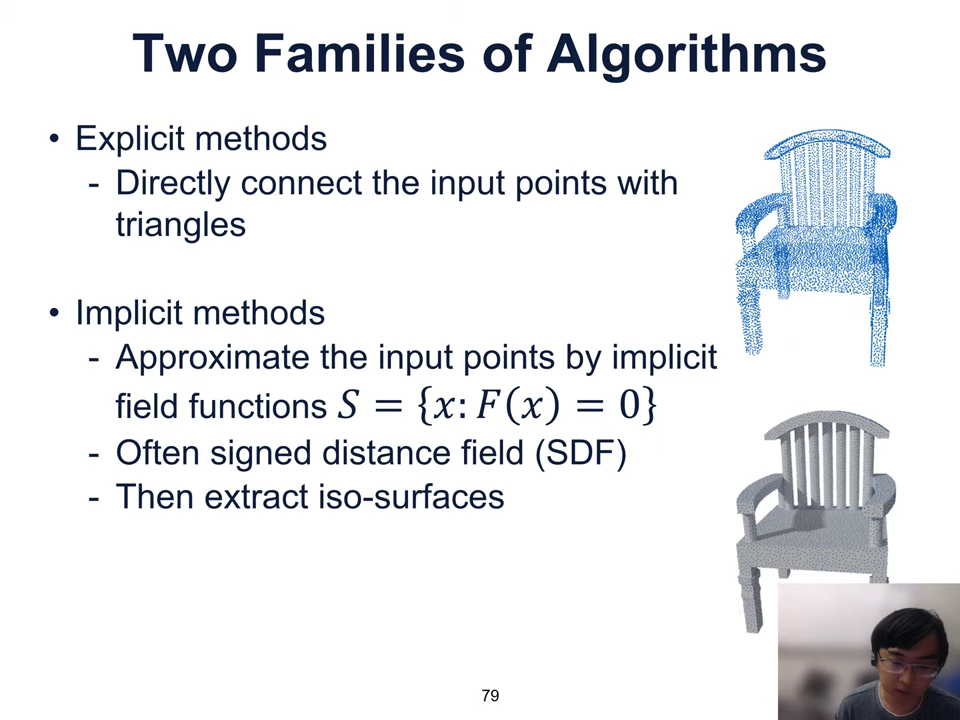 Two Families of Algorithms
• Explicit methods
- Directly connect the input points with
triangles
• Implicit methods
- Approximate the input points by implicit
field functions 𝑆 = {𝑥: 𝐹(𝑥) = 0}
- Often signed distance field (SDF)
- Then extract iso-surfaces
79